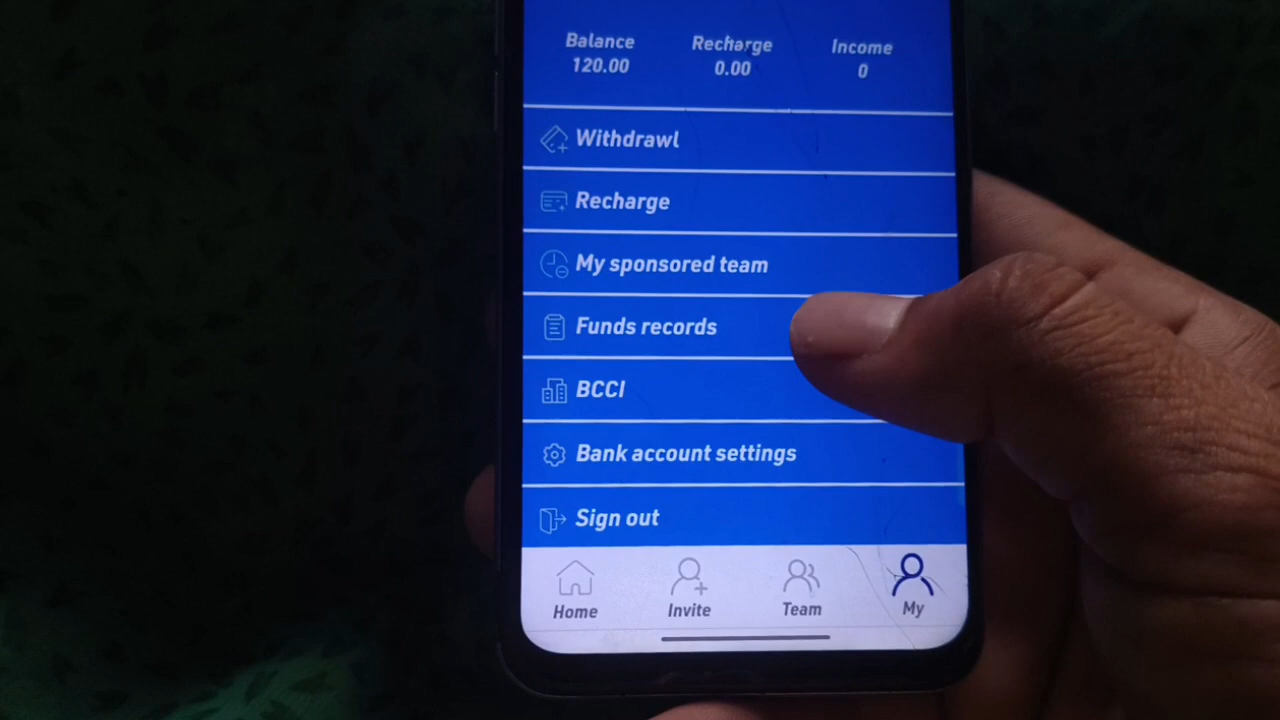 Balance Recharge Income
120.00 0.00 0
Withdrawl
Recharge
My sponsored team
Funds records
BCCI
Bank account settings
Sign out
Home Invite Team My